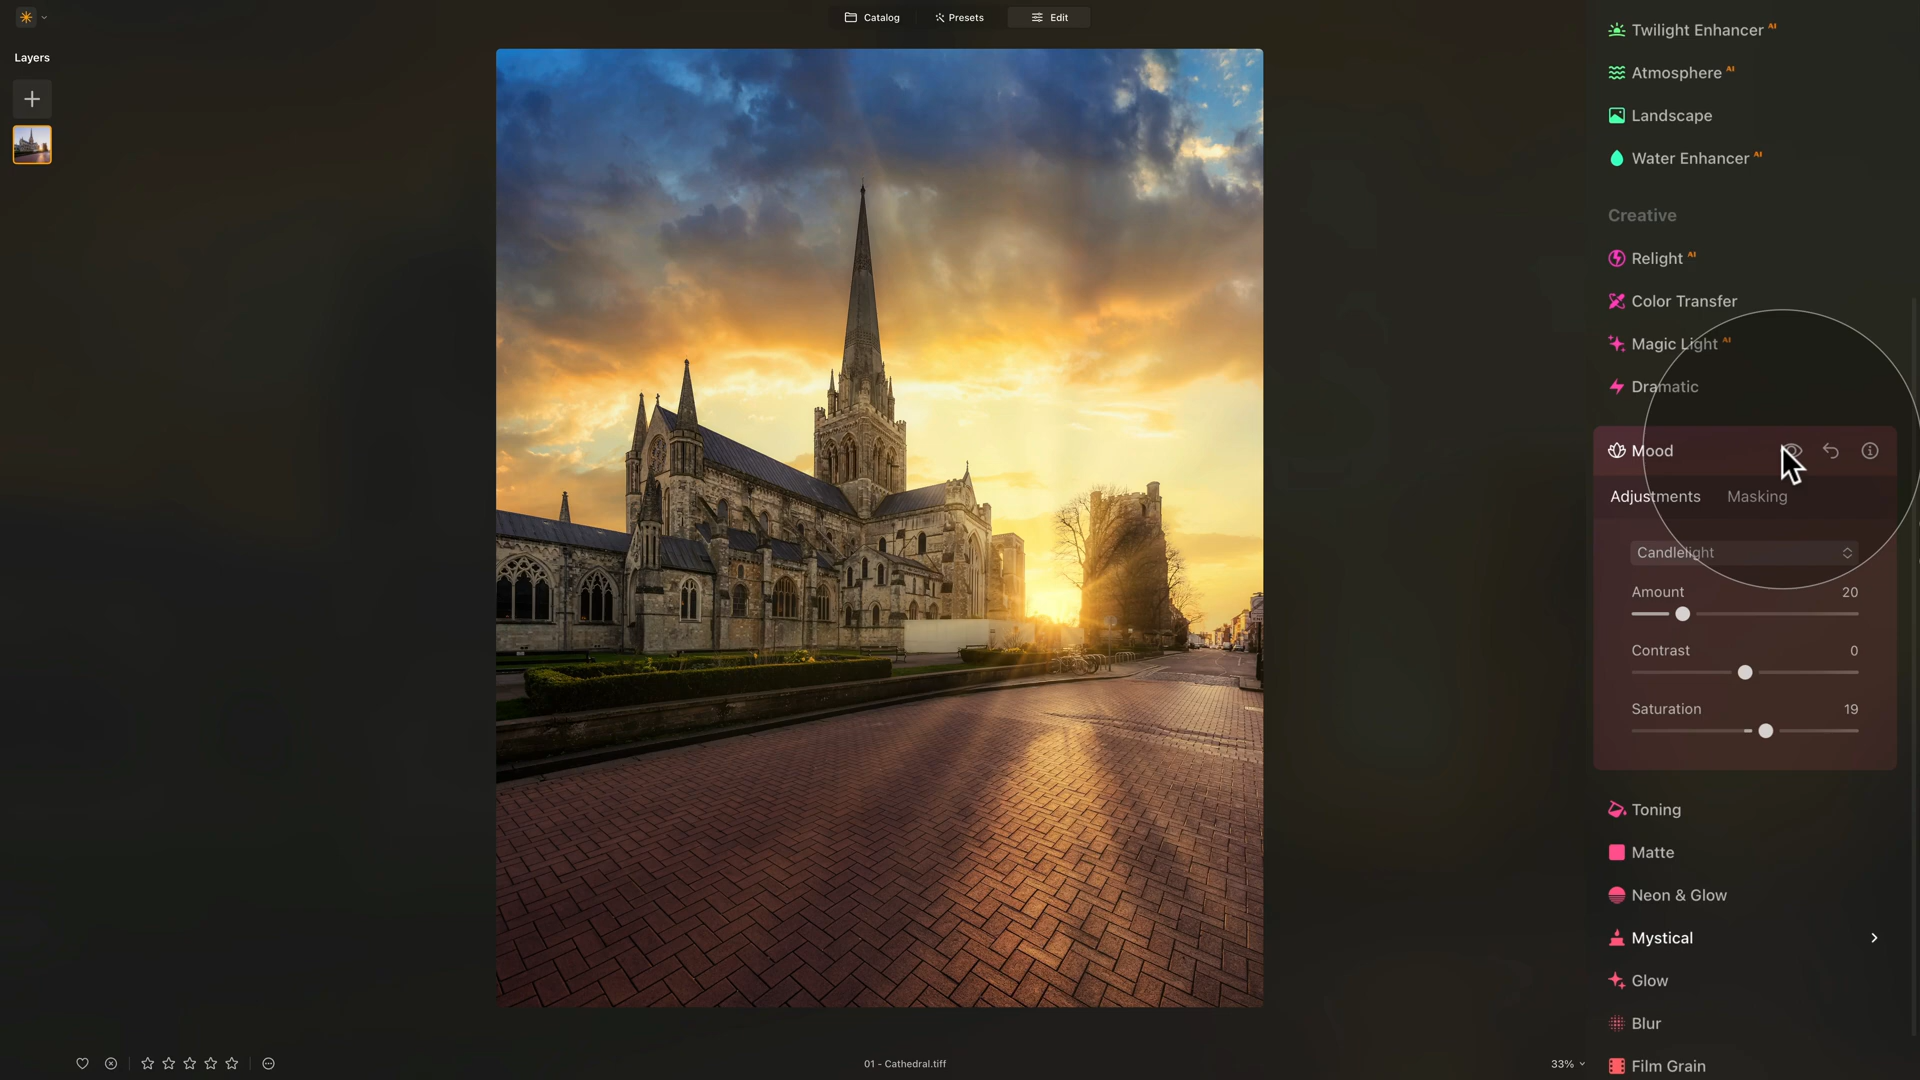 Catalog
Presets
Edit
Layers
Twilight Enhancer AI
Atmosphere AI
Landscape
Water Enhancer AI
Creative
Relight AI
Color Transfer
Magic Light AI
Dramatic
Mood
Adjustments Masking
Candlelight
Amount 20
Contrast 0
Saturation 19
Toning
Matte
Neon & Glow
Mystical
Glow
Blur
Film Grain
01 - Cathedral.tiff
33%